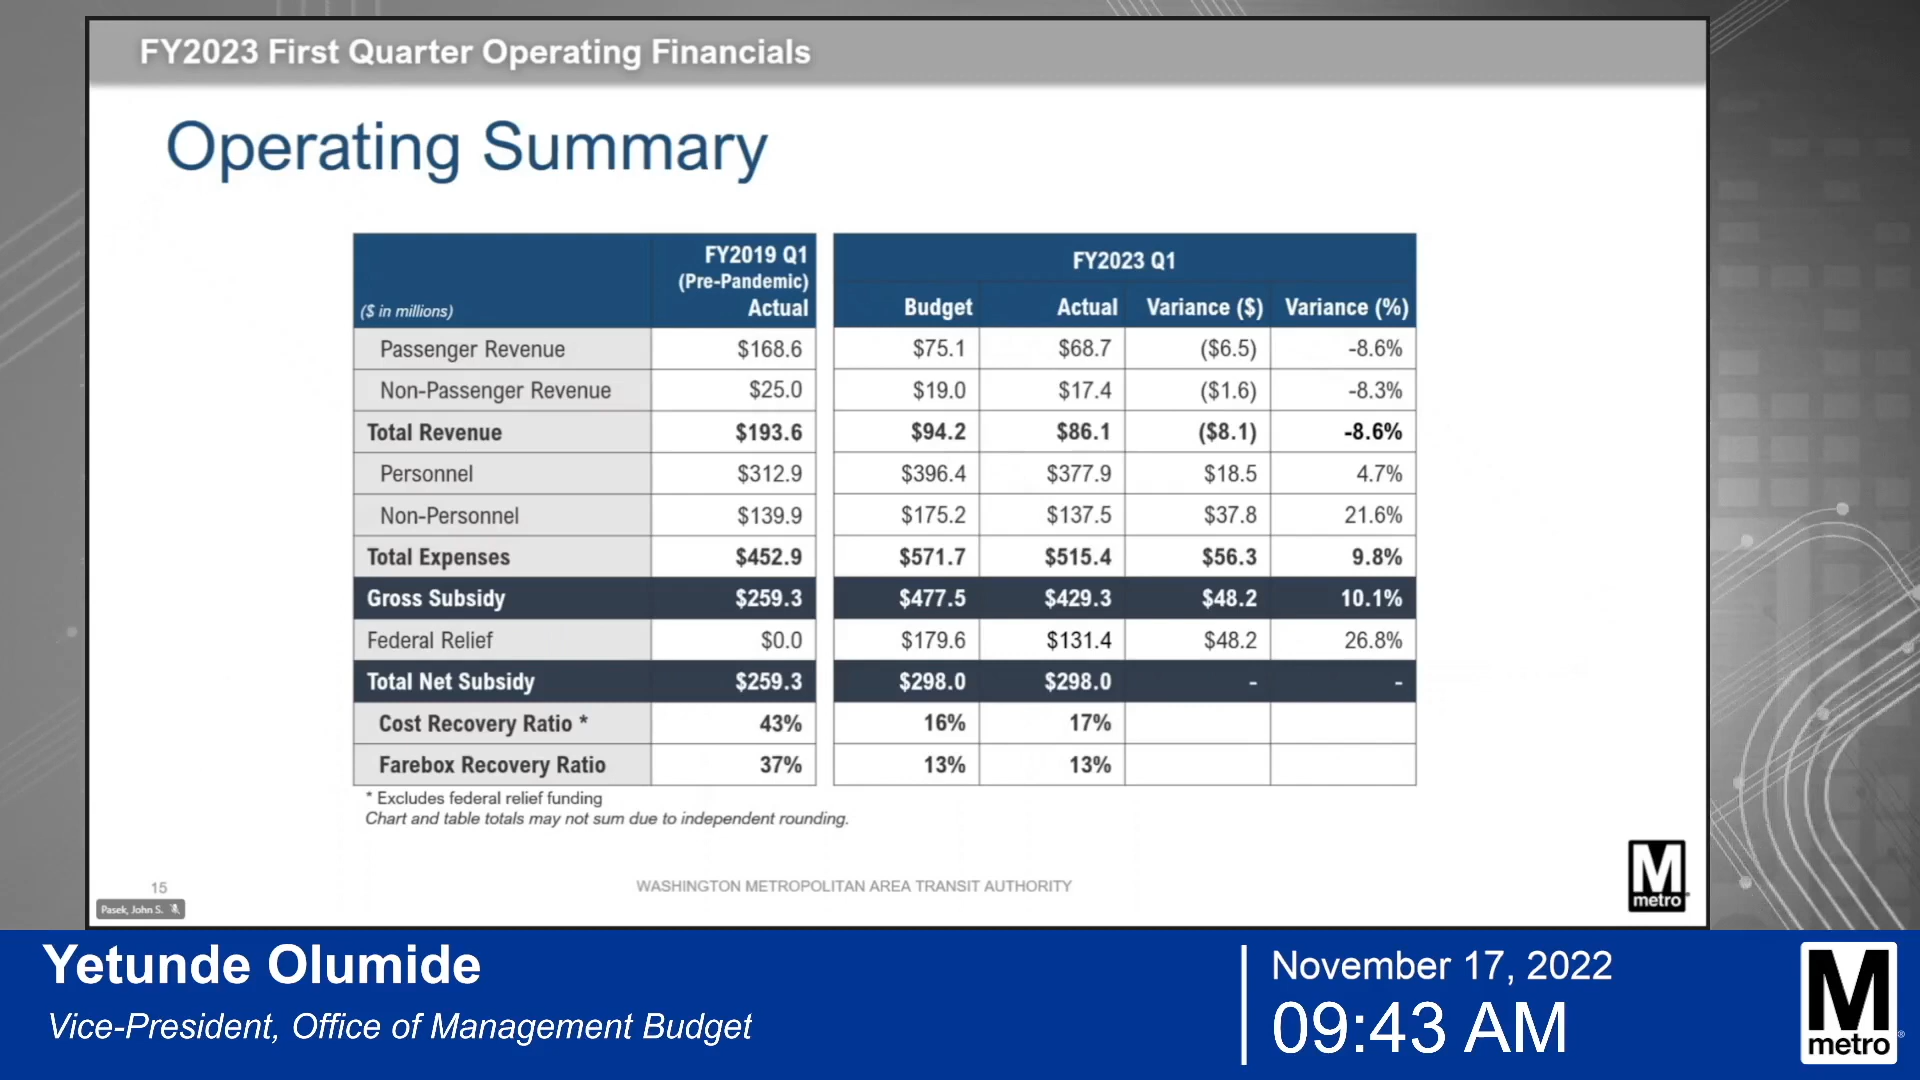 FY2023 First Quarter Operating Financials
Operating Summary
($ in millions) FY2019 Q1 (Pre-Pandemic) Actual
FY2023 Q1
Budget Actual Variance ($) Variance (%)
Passenger Revenue $168.6 $75.1 $68.7 ($6.5) -8.6%
Non-Passenger Revenue $25.0 $19.0 $17.4 ($1.6) -8.3%
Total Revenue $193.6 $94.2 $86.1 ($8.1) -8.6%
Personnel $312.9 $396.4 $377.9 $18.5 4.7%
Non-Personnel $139.9 $175.2 $137.5 $37.8 21.6%
Total Expenses $452.9 $571.7 $515.4 $56.3 9.8%
Gross Subsidy $259.3 $477.5 $429.3 $48.2 10.1%
Federal Relief $0.0 $179.6 $131.4 $48.2 26.8%
Total Net Subsidy $259.3 $298.0 $298.0 - -
Cost Recovery Ratio * 43% 16% 17%
Farebox Recovery Ratio 37% 13% 13%
* Excludes federal relief funding
Chart and table totals may not sum due to independent rounding.
15
WASHINGTON METROPOLITAN AREA TRANSIT AUTHORITY
M
metro
Pasek, John S.
Yetunde Olumide
Vice-President, Office of Management Budget
November 17, 2022
09:43 AM
M
metro®